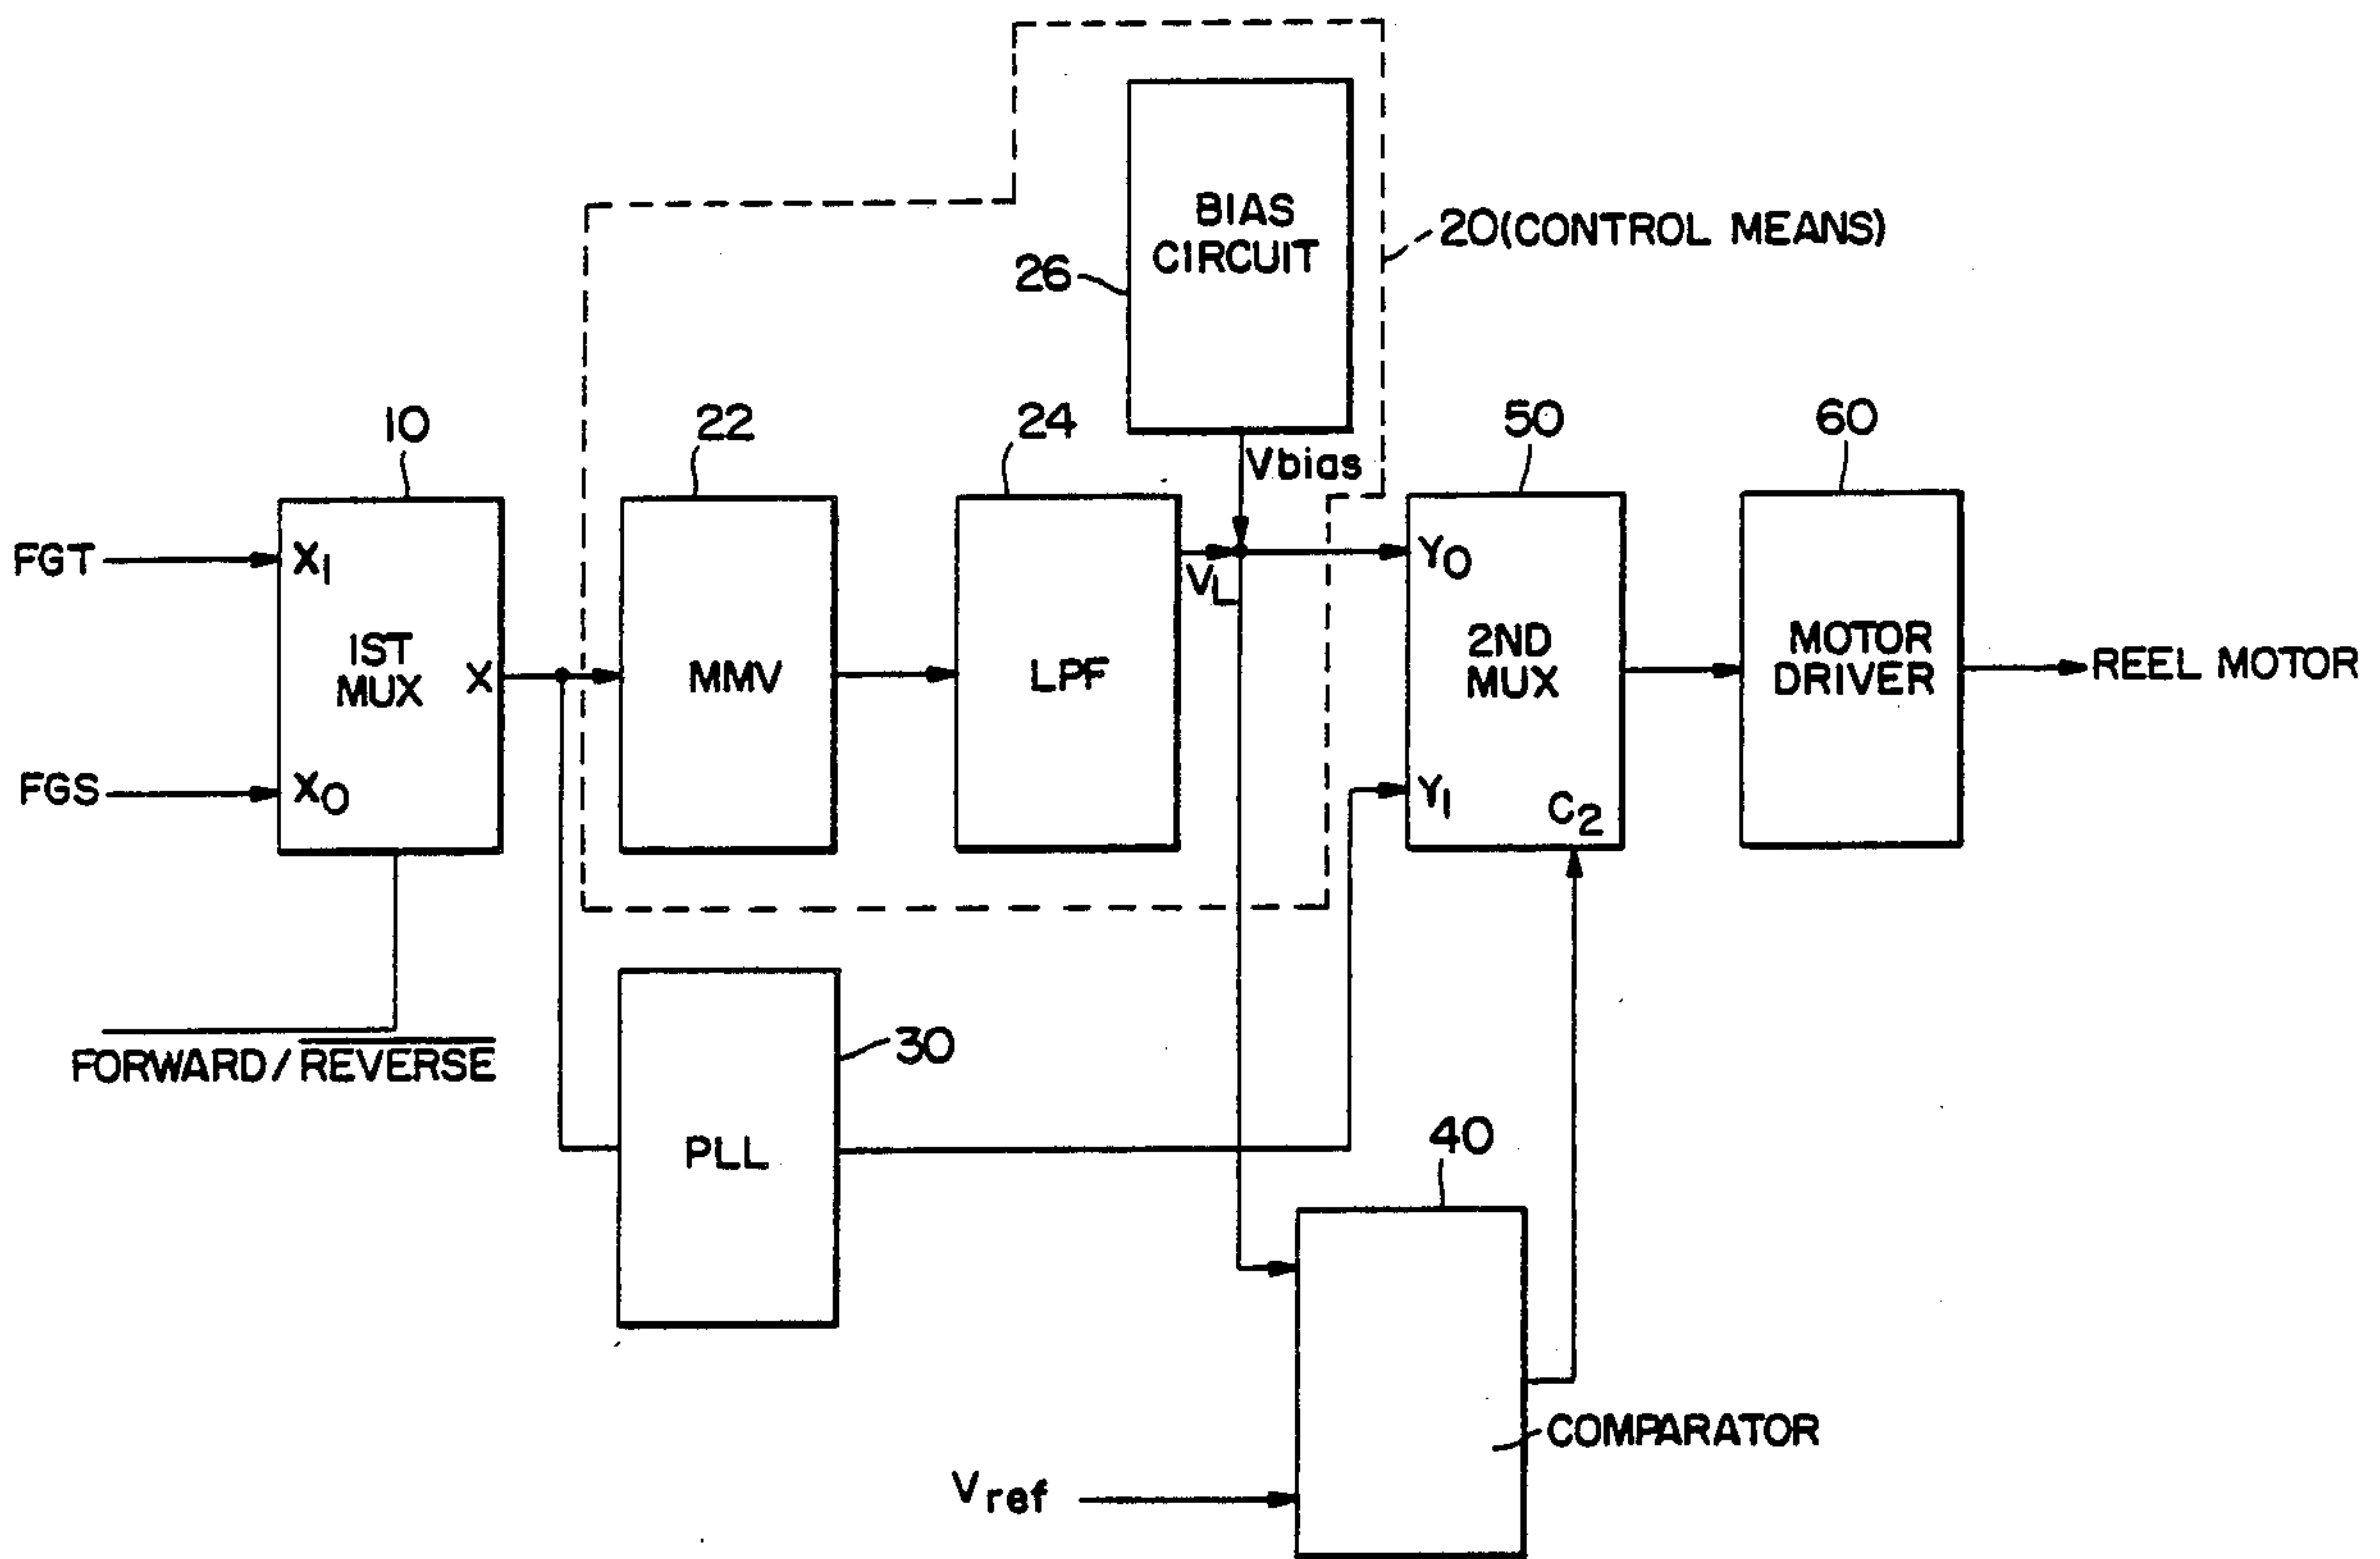 BIAS
CIRCUIT
26
20(CONTROL MEANS)
Vbias
10
22
24
50
60
FGT
X1
1ST
MUX
X
FGS
X0
MMV
LPF
VL
Y0
2ND
MUX
Y1
C2
MOTOR
DRIVER
REEL MOTOR
FORWARD/REVERSE
30
PLL
40
COMPARATOR
Vref